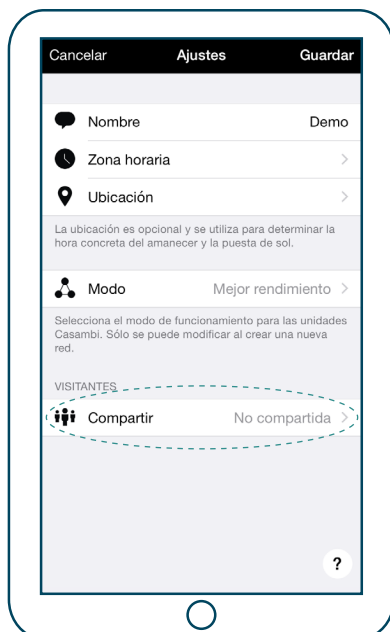 Cancelar Ajustes Guardar
Nombre Demo
Zona horaria
Ubicación
La ubicación es opcional y se utiliza para determinar la
hora concreta del amanecer y la puesta de sol.
Modo Mejor rendimiento
Selecciona el modo de funcionamiento para las unidades
Casambi. Sólo se puede modificar al crear una nueva
red.
VISITANTES
Compartir No compartida
?